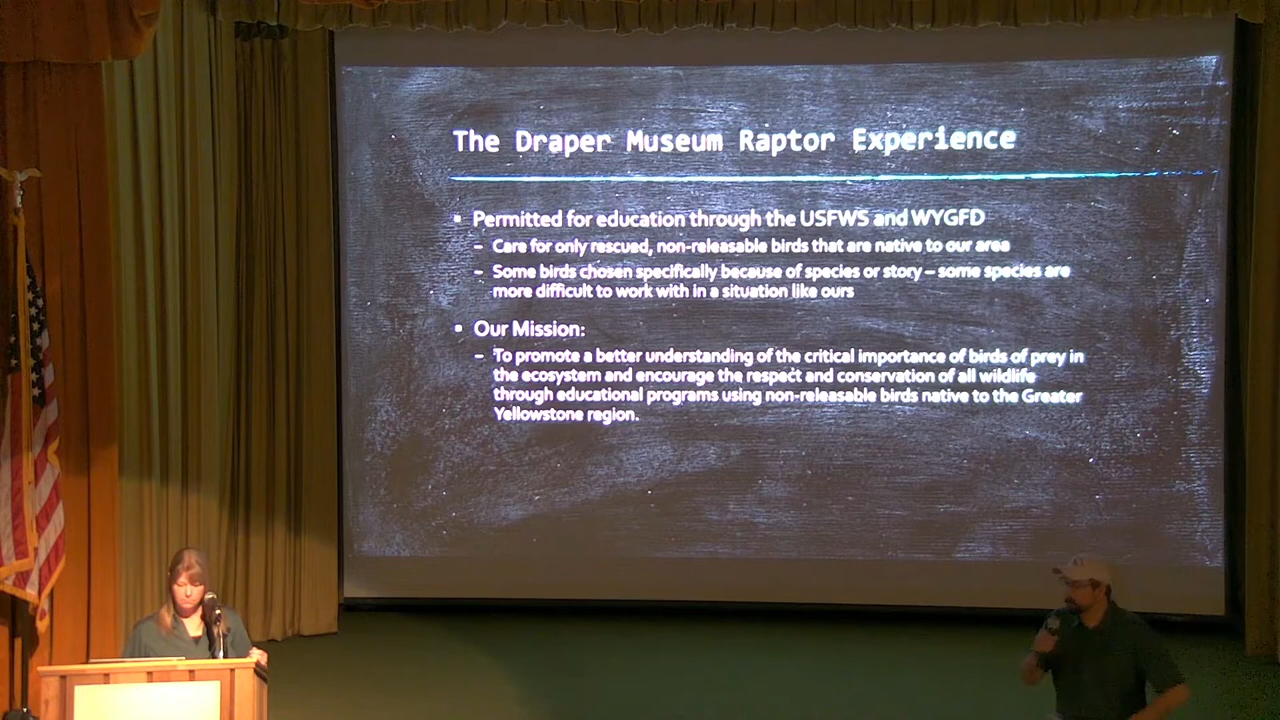 The Draper Museum Raptor Experience
▪ Permitted for education through the USFWS and WYGFD
– Care for only rescued, non-releasable birds that are native to our area
– Some birds chosen specifically because of species or story – some species are
more difficult to work with in a situation like ours
▪ Our Mission:
– To promote a better understanding of the critical importance of birds of prey in
the ecosystem and encourage the respect and conservation of all wildlife
through educational programs using non-releasable birds native to the Greater
Yellowstone region.